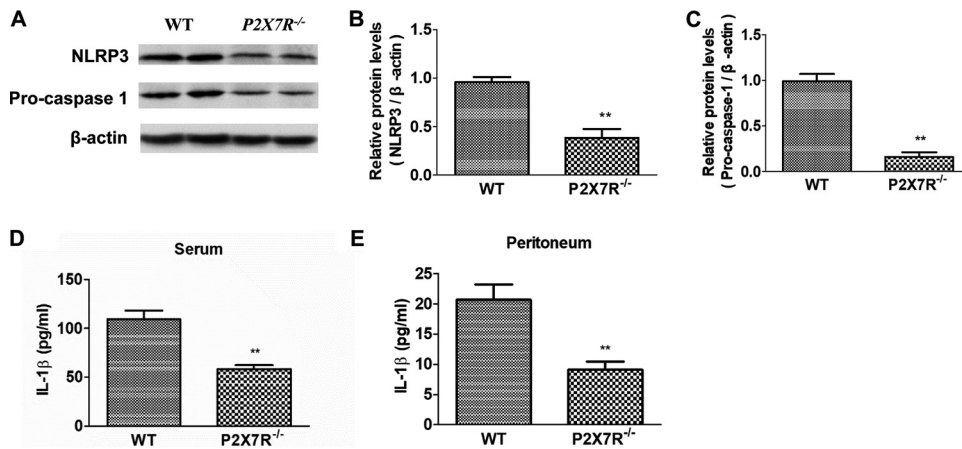 A
WT
P2X7R-/-
NLRP3
Pro-caspase 1
β-actin
B
Relative protein levels
( NLRP3 / β -actin )
1.5
1.0
0.5
0.0
**
WT
P2X7R-/-
C
Relative protein levels
( Pro-caspase-1 / β -actin )
1.5
1.0
0.5
0.0
**
WT
P2X7R-/-
D
Serum
IL-1β (pg/ml)
150
100
50
0
**
WT
P2X7R-/-
E
Peritoneum
IL-1β (pg/ml)
25
20
15
10
5
0
**
WT
P2X7R-/-